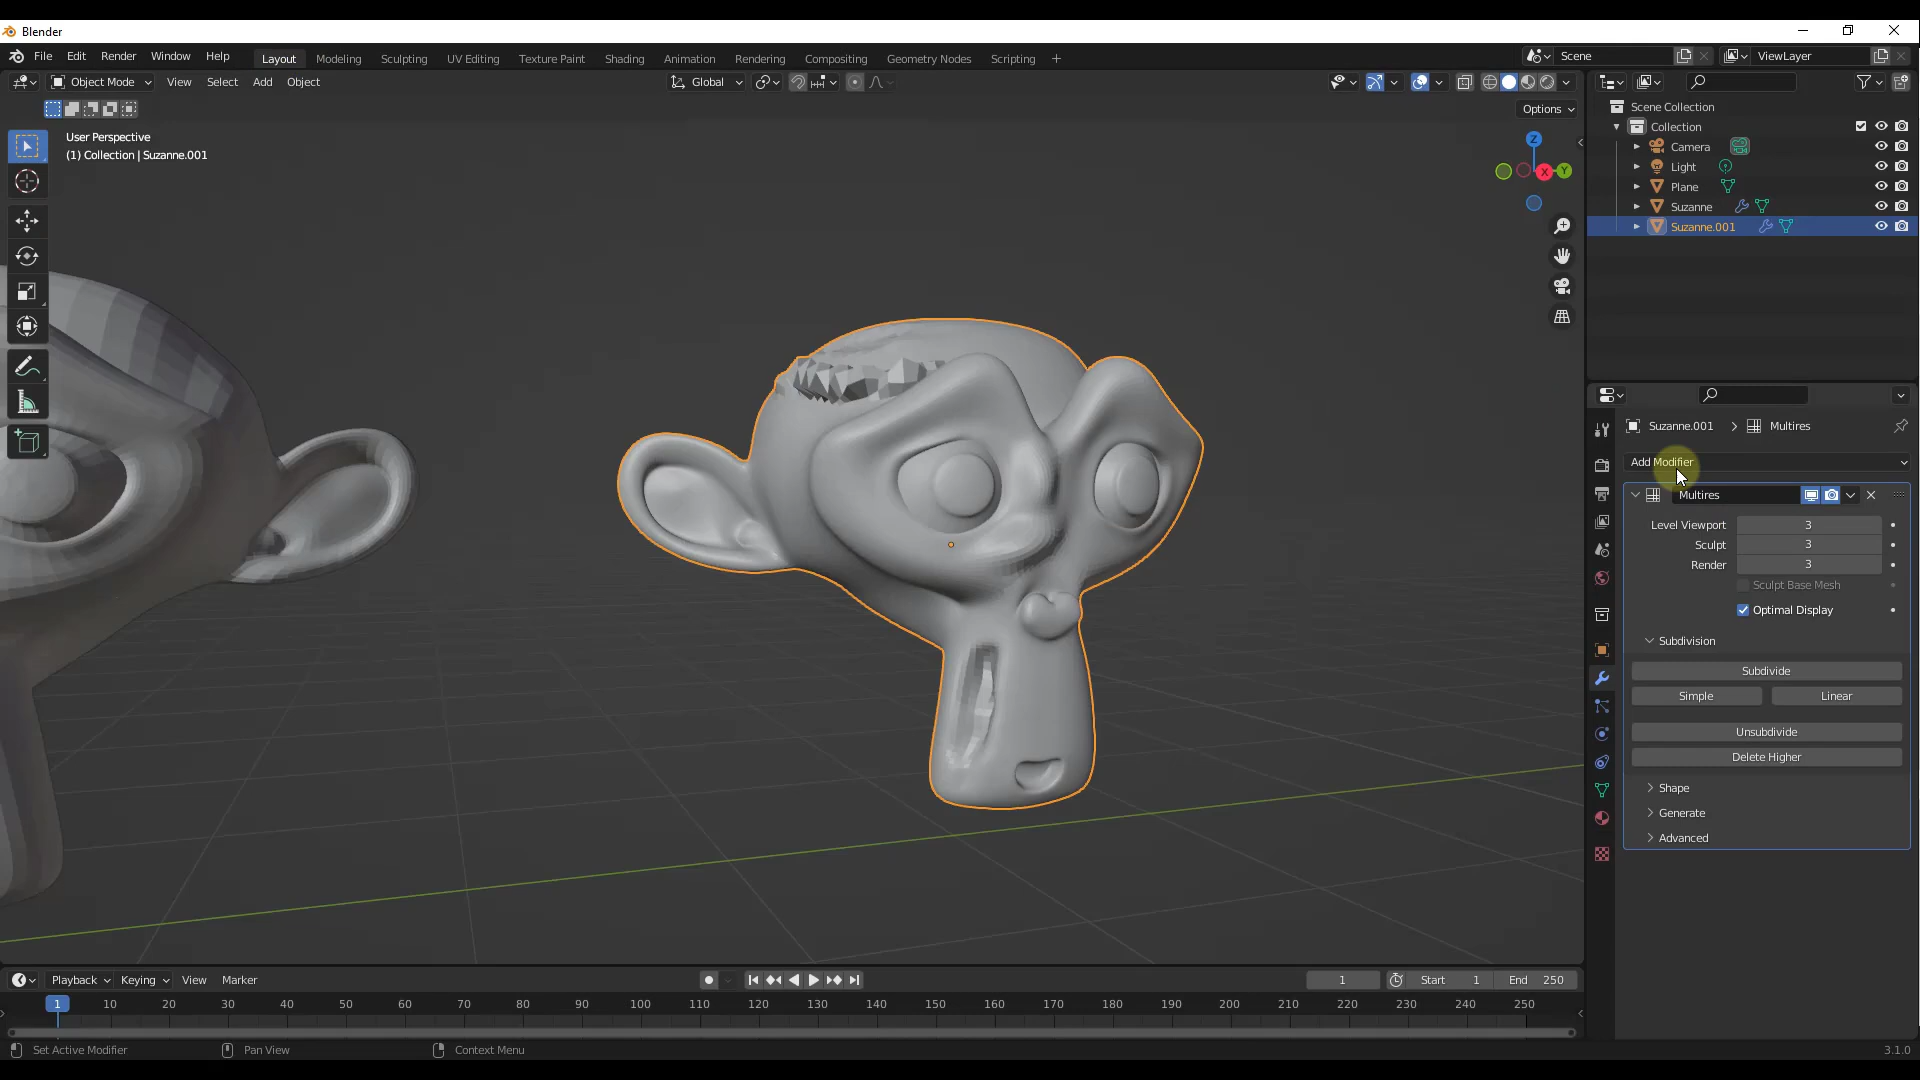 Blender
File Edit Render Window Help Layout Modeling Sculpting UV Editing Texture Paint Shading Animation Rendering Compositing Geometry Nodes Scripting + Scene ViewLayer
Object Mode View Select Add Object Global
Options
User Perspective
(1) Collection | Suzanne.001
Z
X
Y
Scene Collection
Collection
Camera
Light
Plane
Suzanne
Suzanne.001
Suzanne.001 > Multires
Add Modifier
Multires
Level Viewport 3
Sculpt 3
Render 3
Sculpt Base Mesh
Optimal Display
Subdivision
Subdivide
Simple Linear
Unsubdivide
Delete Higher
Shape
Generate
Advanced
Playback Keying View Marker 1 Start 1 End 250
1 10 20 30 40 50 60 70 80 90 100 110 120 130 140 150 160 170 180 190 200 210 220 230 240 250
Set Active Modifier Pan View Context Menu 3.1.0